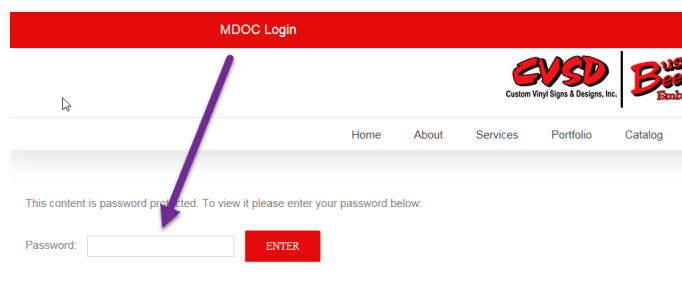 MDOC Login
CVSD
Custom Vinyl Signs & Designs, Inc.
Home About Services Portfolio Catalog
This content is password protected. To view it please enter your password below:
Password: ENTER